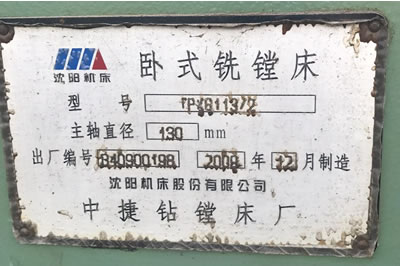 沈阳机床
卧式铣镗床
型号 TPX6113/2
主轴直径 130 mm
出厂编号 840900198 2009 年 12 月制造
沈阳机床股份有限公司
中捷钻镗床厂